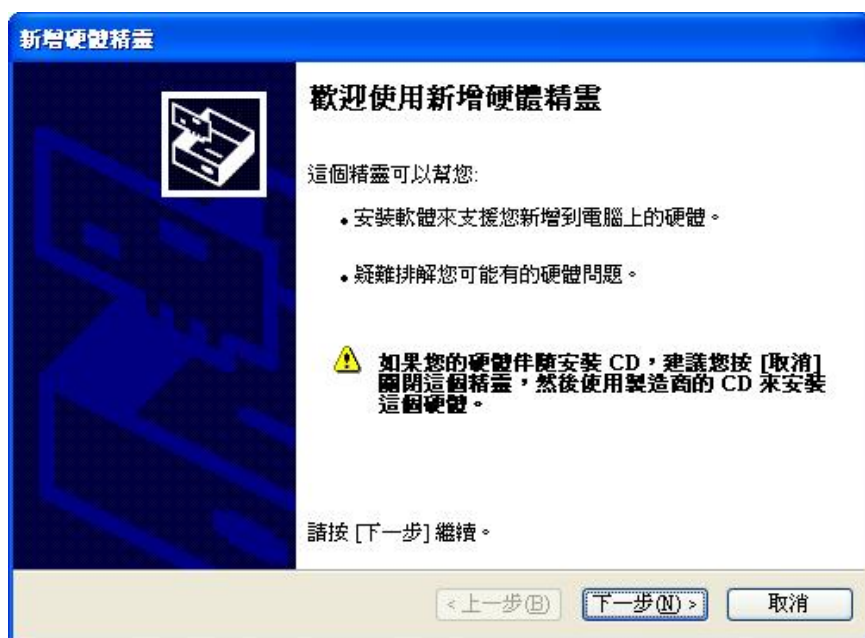 新增硬體精靈
歡迎使用新增硬體精靈
這個精靈可以幫您:
• 安裝軟體來支援您新增到電腦上的硬體。
• 疑難排解您可能有的硬體問題。
如果您的硬體伴隨安裝 CD，建議您按 [取消]
關閉這個精靈，然後使用製造商的 CD 來安裝
這個硬體。
請按 [下一步] 繼續。
< 上一步(B) 下一步(N) > 取消